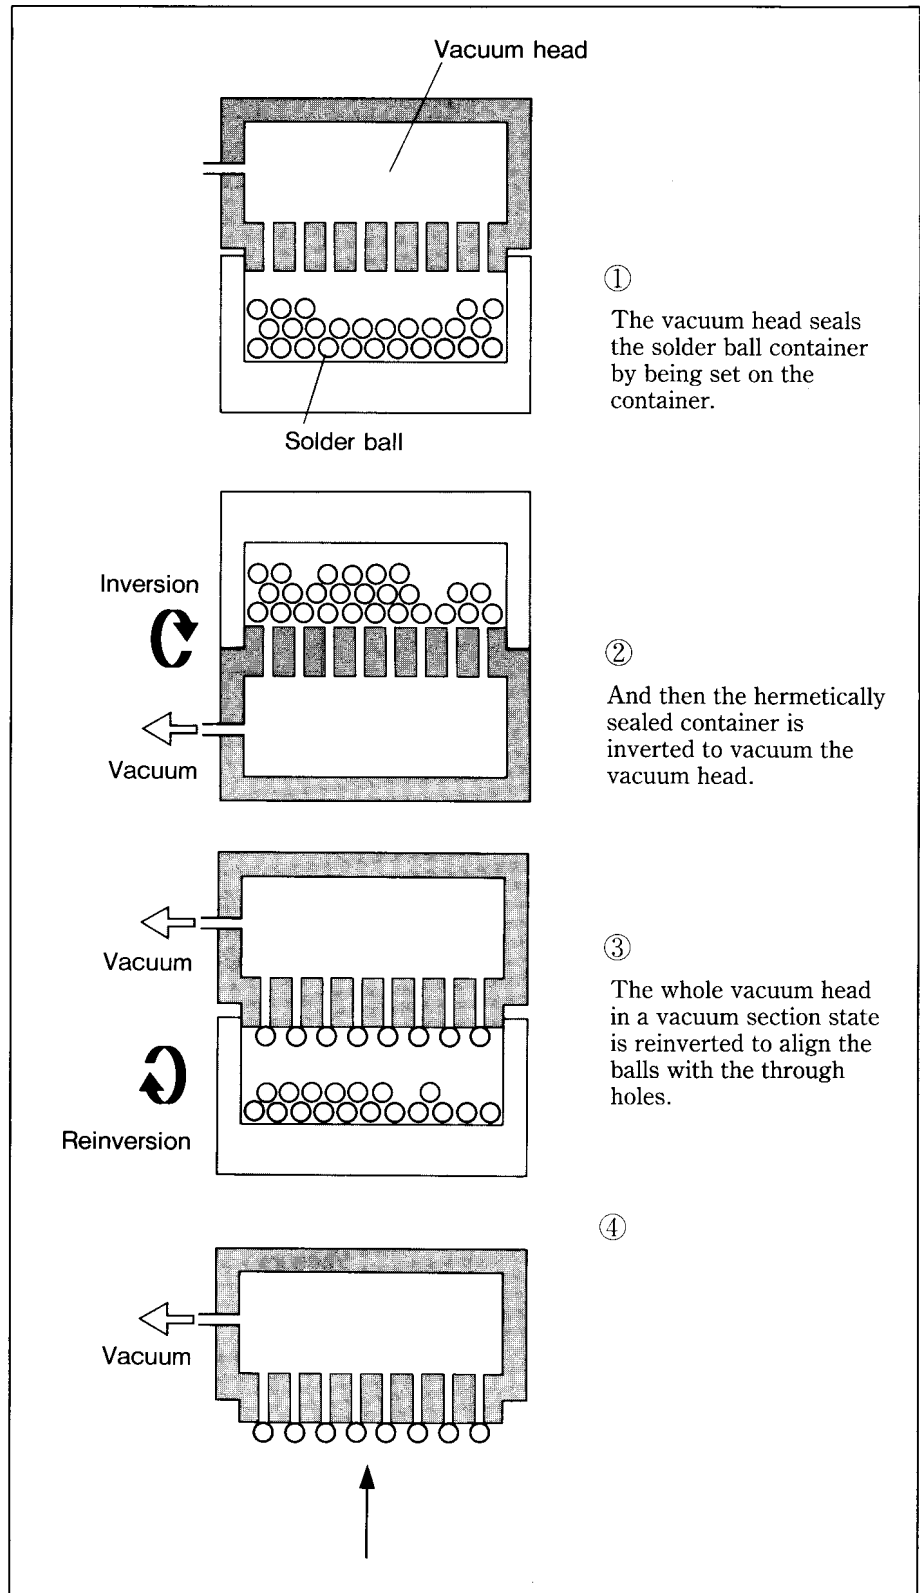 Vacuum head
①
The vacuum head seals
the solder ball container
by being set on the
container.
Solder ball
Inversion
Vacuum
②
And then the hermetically
sealed container is
inverted to vacuum the
vacuum head.
Vacuum
Reinversion
③
The whole vacuum head
in a vacuum section state
is reinverted to align the
balls with the through
holes.
④
Vacuum